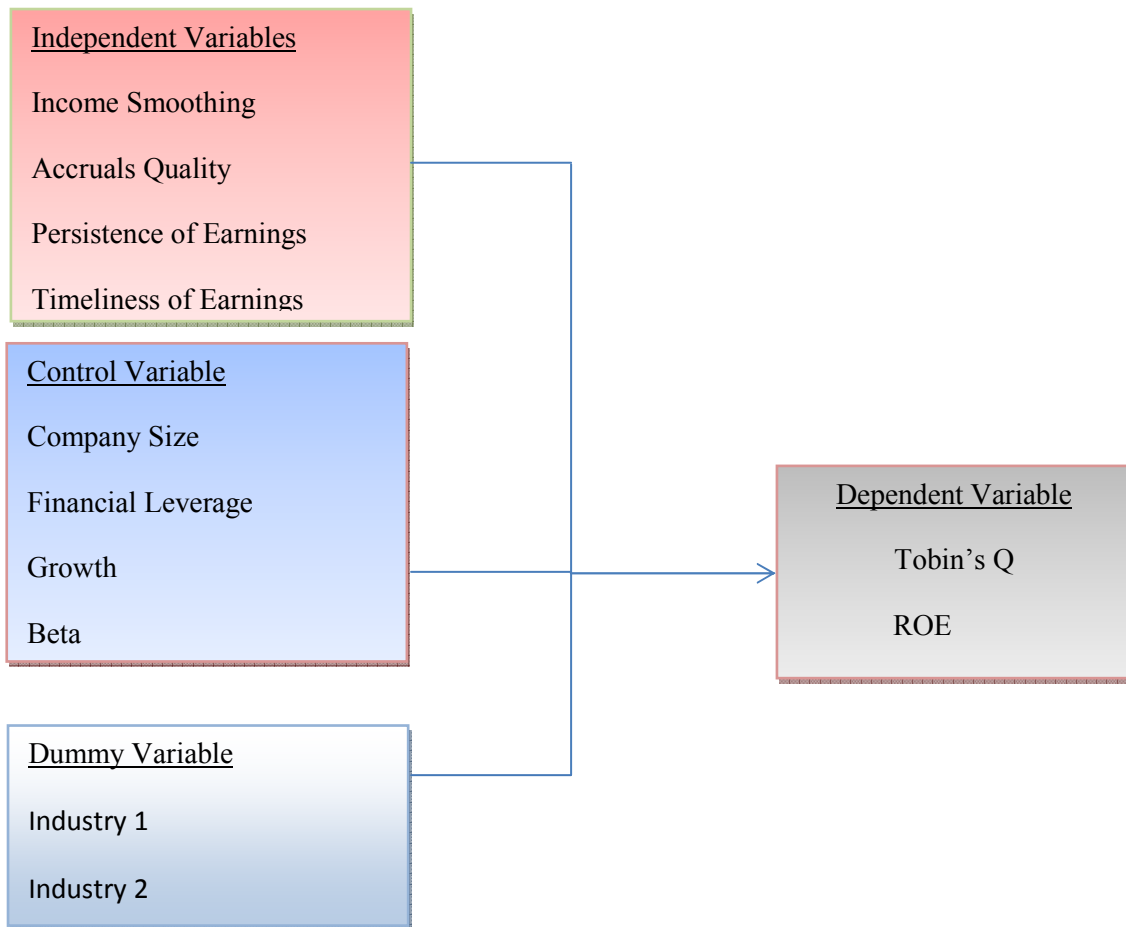 Independent Variables
Income Smoothing
Accruals Quality
Persistence of Earnings
Timeliness of Earnings
Control Variable
Company Size
Financial Leverage
Growth
Beta
Dummy Variable
Industry 1
Industry 2
Dependent Variable
Tobin’s Q
ROE